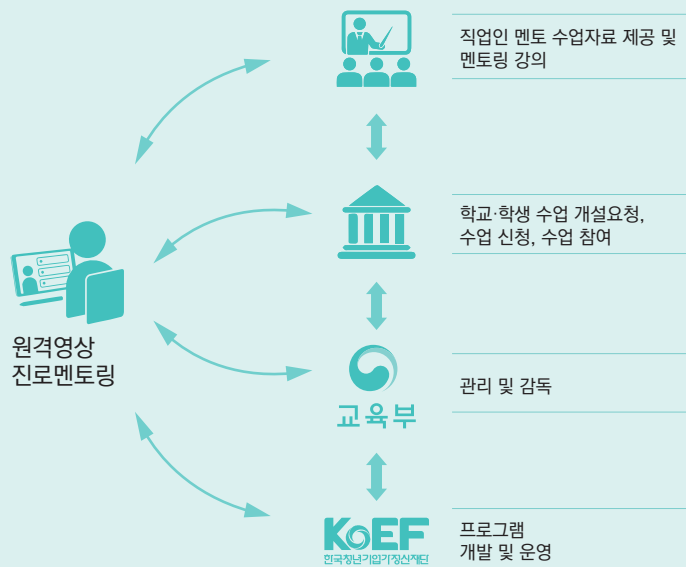 직업인 멘토 수업자료 제공 및
멘토링 강의
학교·학생 수업 개설요청,
수업 신청, 수업 참여
원격영상
진로멘토링
교육부
관리 및 감독
KOEF
한국청년기업가정신재단
프로그램
개발 및 운영